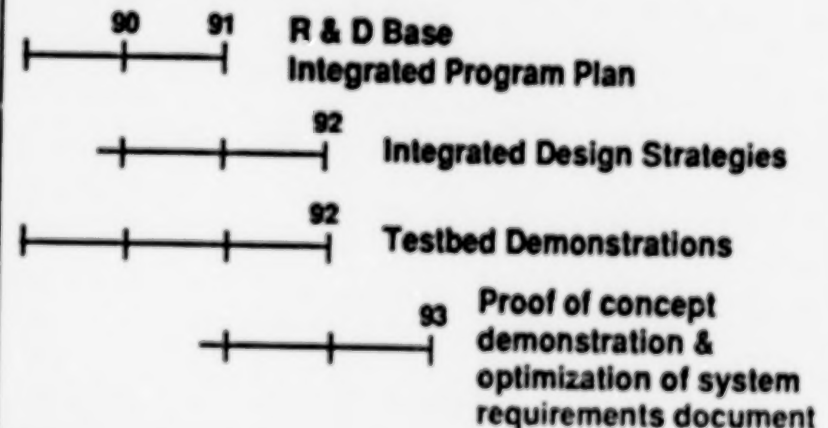 90 91 R & D Base
Integrated Program Plan
92 Integrated Design Strategies
92 Testbed Demonstrations
93 Proof of concept
demonstration &
optimization of system
requirements document